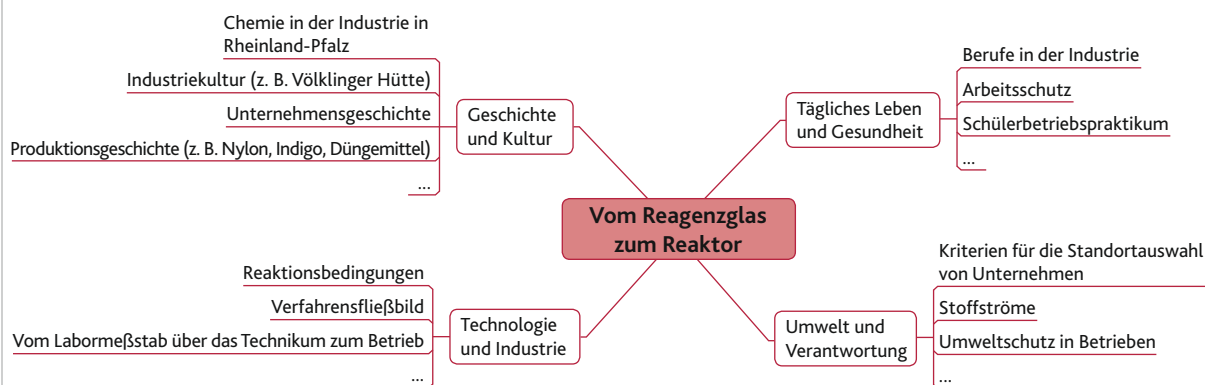 Chemie in der Industrie in
Rheinland-Pfalz
Industriekultur (z. B. Völklinger Hütte)
Unternehmensgeschichte
Produktionsgeschichte (z. B. Nylon, Indigo, Düngemittel)
...
Geschichte
und Kultur
Tägliches Leben
und Gesundheit
Berufe in der Industrie
Arbeitsschutz
Schülerbetriebspraktikum
...
Vom Reagenzglas
zum Reaktor
Reaktionsbedingungen
Verfahrensfließbild
Vom Labormeßstab über das Technikum zum Betrieb
...
Technologie
und Industrie
Umwelt und
Verantwortung
Kriterien für die Standortauswahl
von Unternehmen
Stoffströme
Umweltschutz in Betrieben
...